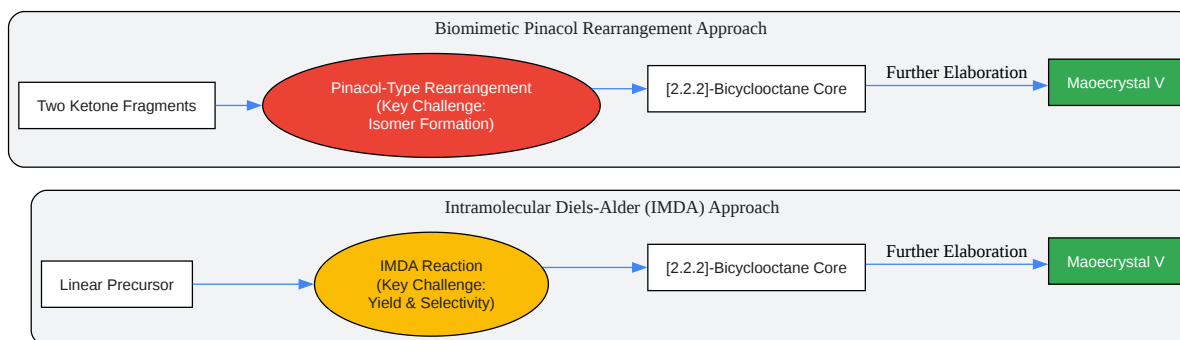 Biomimetic Pinacol Rearrangement Approach
Two Ketone Fragments
Pinacol-Type Rearrangement
(Key Challenge:
Isomer Formation)
[2.2.2]-Bicyclooctane Core
Further Elaboration
Maoecrystal V
Intramolecular Diels-Alder (IMDA) Approach
Linear Precursor
IMDA Reaction
(Key Challenge:
Yield & Selectivity)
[2.2.2]-Bicyclooctane Core
Further Elaboration
Maoecrystal V